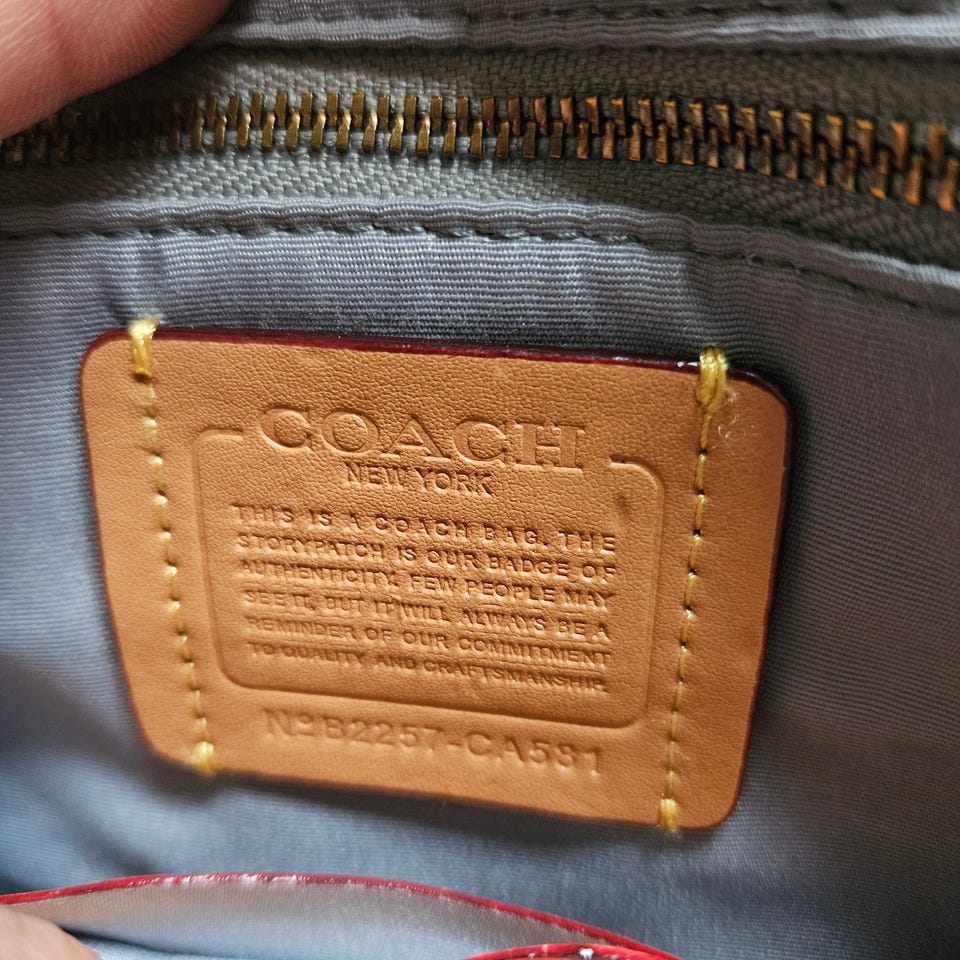 COACH
NEW YORK
THIS IS A COACH BAG. THE
STORYPATCH IS OUR BADGE OF
AUTHENTICITY. FEW PEOPLE MAY
SEE IT, BUT IT WILL ALWAYS BE A
REMINDER OF OUR COMMITMENT
TO QUALITY AND CRAFTSMANSHIP.
Nº B2257-CA581